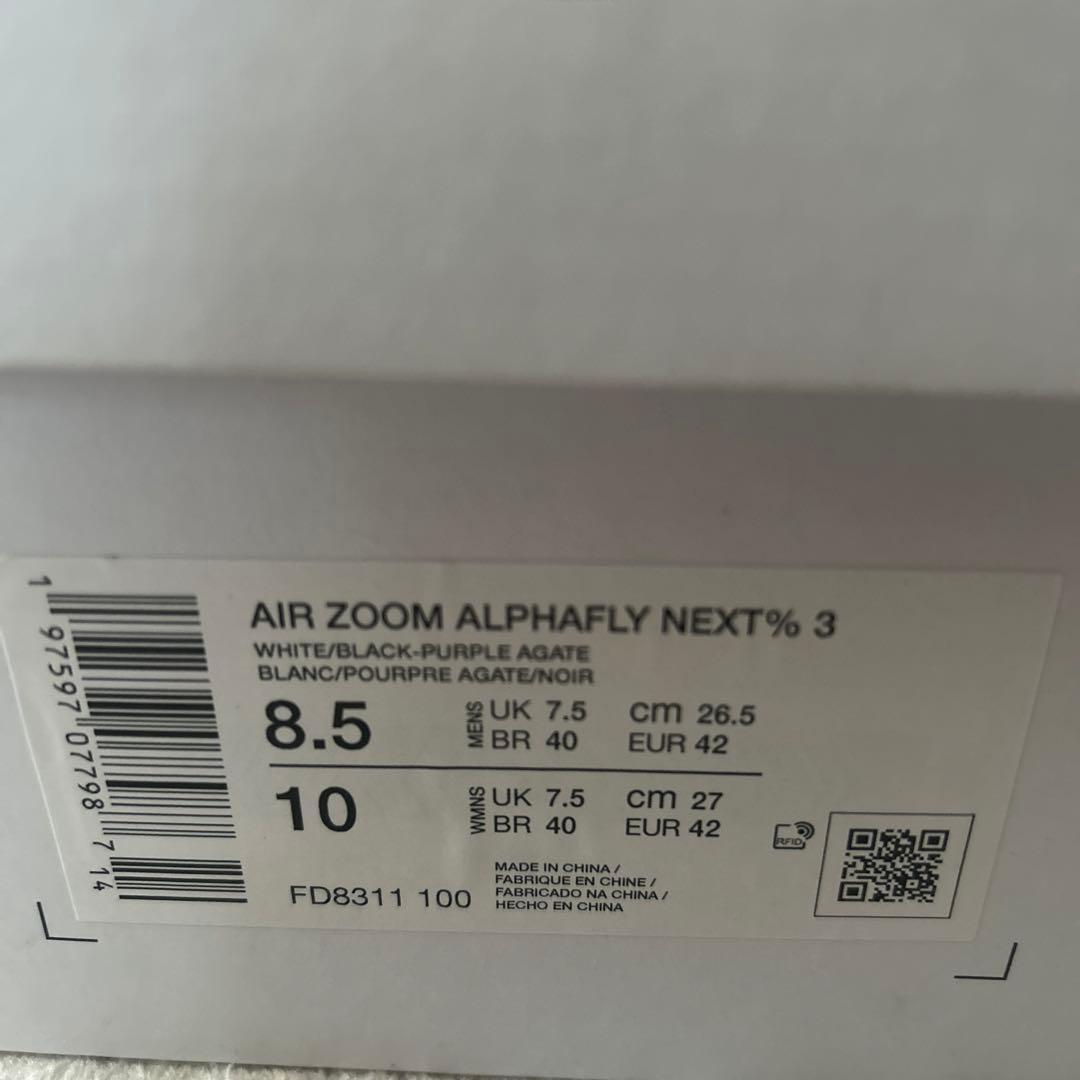 AIR ZOOM ALPHAFLY NEXT% 3
WHITE/BLACK-PURPLE AGATE
BLANC/POURPRE AGATE/NOIR
8.5 MENS UK 7.5 cm 26.5
BR 40 EUR 42
10 WMNS UK 7.5 cm 27
BR 40 EUR 42
RFID
MADE IN CHINA /
FABRIQUE EN CHINE /
FABRICADO NA CHINA /
HECHO EN CHINA
FD8311 100
1 97597 07798 7 14